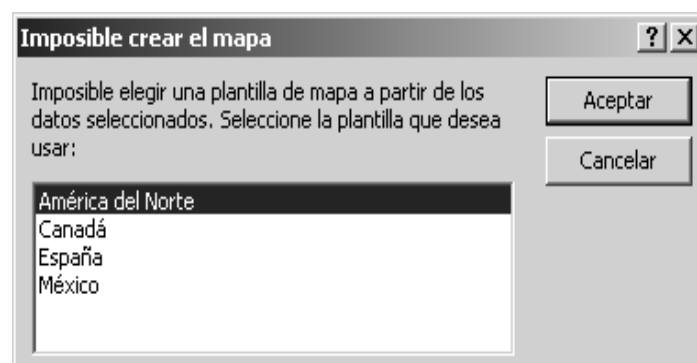 Imposible crear el mapa
Imposible elegir una plantilla de mapa a partir de los
datos seleccionados. Seleccione la plantilla que desea
usar:
Aceptar
Cancelar
América del Norte
Canadá
España
México